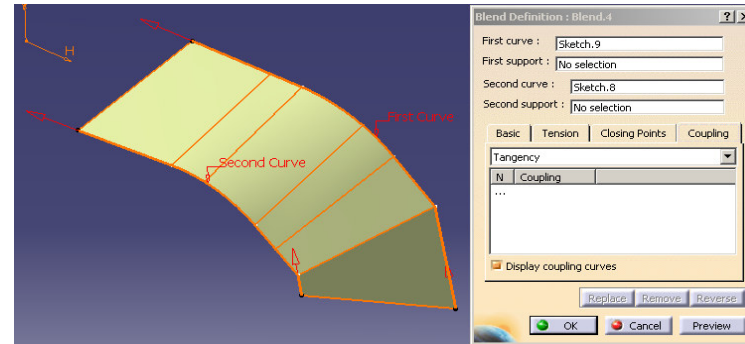 H
First Curve
Second Curve
Blend Definition : Blend.4
First curve : Sketch.9
First support : No selection
Second curve : Sketch.8
Second support : No selection
Basic Tension Closing Points Coupling
Tangency
N Coupling
...
Display coupling curves
Replace Remove Reverse
OK Cancel Preview